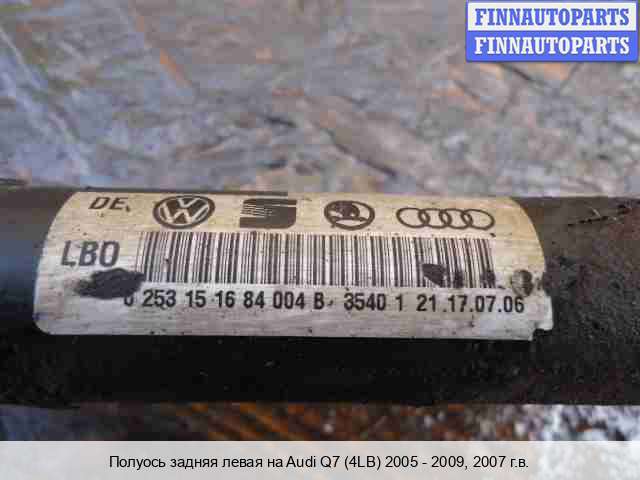 FINNAUTOPARTS
FINNAUTOPARTS
DE.
LBO
253 15 16 84 004 B- 3540 1 21.17.07.06
Полуось задняя левая на Audi Q7 (4LB) 2005 - 2009, 2007 г.в.